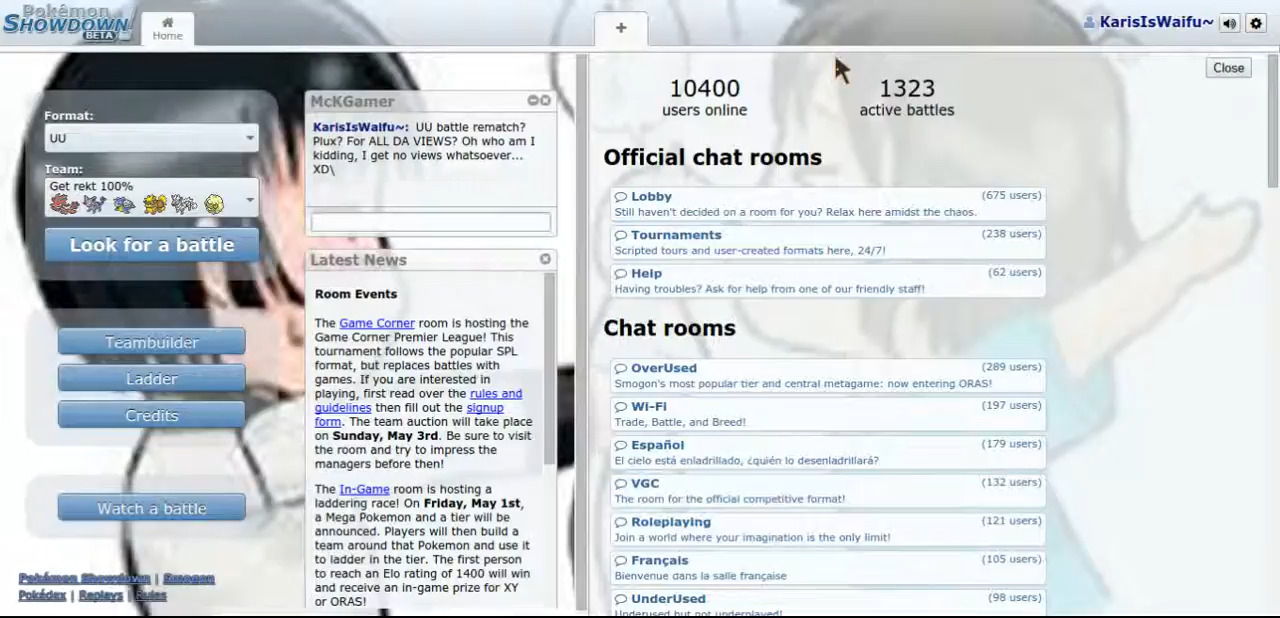 Pokémon
SHOWDOWN
BETA
Home
+
KarisIsWaifu~
Format:
UU
Team:
Get rekt 100%
Look for a battle
Teambuilder
Ladder
Credits
Watch a battle
Pokémon Showdown | Smogon
Pokédex | Replays | Rules
McKGamer
KarisIsWaifu~: UU battle rematch?
Plux? For ALL DA VIEWS? Oh who am I
kidding, I get no views whatsoever...
XD\
Latest News
Room Events
The Game Corner room is hosting the
Game Corner Premier League! This
tournament follows the popular SPL
format, but replaces battles with
games. If you are interested in
playing, first read over the rules and
guidelines then fill out the signup
form. The team auction will take place
on Sunday, May 3rd. Be sure to visit
the room and try to impress the
managers before then!
The In-Game room is hosting a
laddering race! On Friday, May 1st,
a Mega Pokemon and a tier will be
announced. Players will then build a
team around that Pokemon and use it
to ladder in the tier. The first person
to reach an Elo rating of 1400 will win
and receive an in-game prize for XY
or ORAS!
Close
10400
users online
1323
active battles
Official chat rooms
Lobby (675 users)
Still haven't decided on a room for you? Relax here amidst the chaos.
Tournaments (238 users)
Scripted tours and user-created formats here, 24/7!
Help (62 users)
Having troubles? Ask for help from one of our friendly staff!
Chat rooms
OverUsed (289 users)
Smogon's most popular tier and central metagame: now entering ORAS!
Wi-Fi (197 users)
Trade, Battle, and Breed!
Español (179 users)
El cielo está enladrillado, ¿quién lo desenladrillará?
VGC (132 users)
The room for the official competitive format!
Roleplaying (121 users)
Join a world where your imagination is the only limit!
Français (105 users)
Bienvenue dans la salle française
UnderUsed (98 users)
Underused but not underplayed!